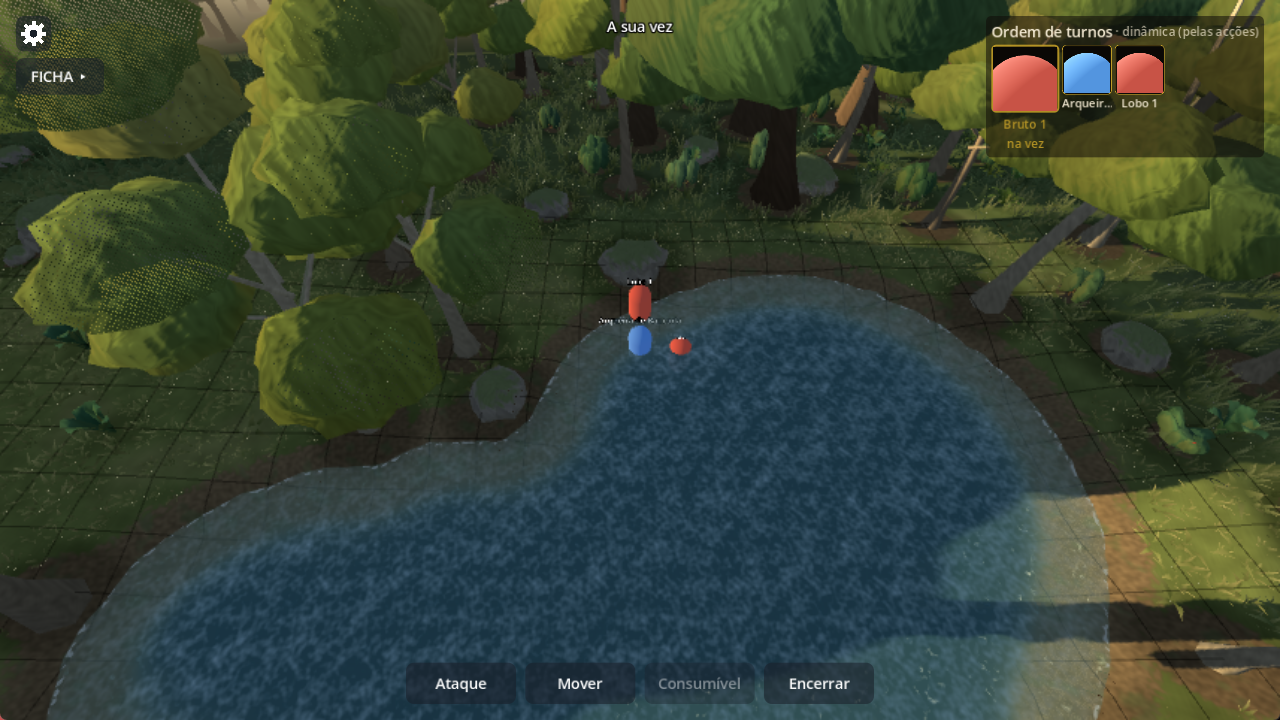 A sua vez
FICHA ▸
Ordem de turnos · dinâmica (pelas acções)
Arqueir... Lobo 1
Bruto 1
na vez
Ataque Mover Consumível Encerrar